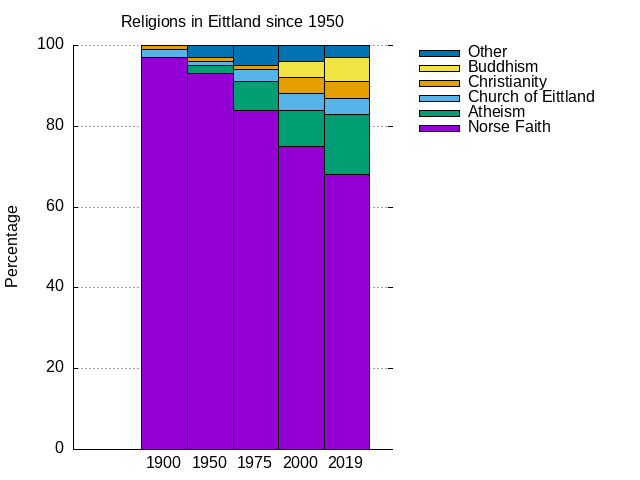 Religions in Eittland since 1950
100
80
60
40
20
0
Percentage
1900 1950 1975 2000 2019
Other
Buddhism
Christianity
Church of Eittland
Atheism
Norse Faith